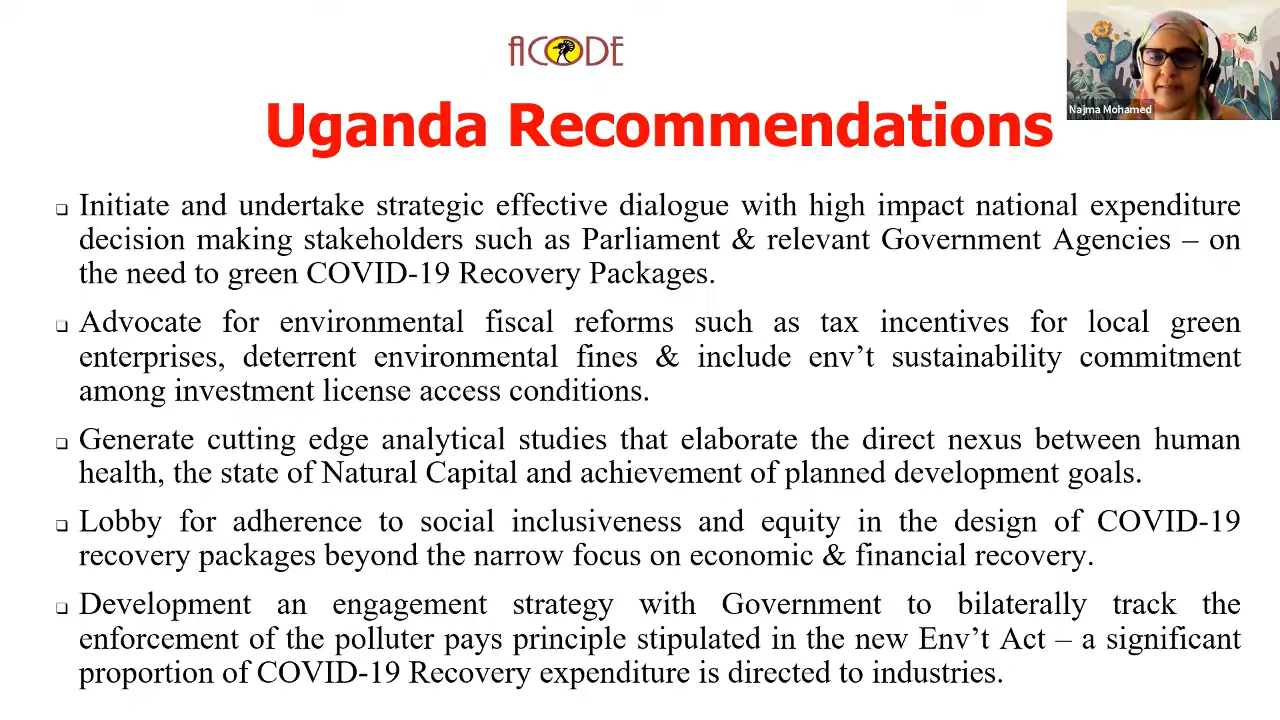 ACODE
Najma Mohamed
Uganda Recommendations
Initiate and undertake strategic effective dialogue with high impact national expenditure
decision making stakeholders such as Parliament & relevant Government Agencies – on
the need to green COVID-19 Recovery Packages.
Advocate for environmental fiscal reforms such as tax incentives for local green
enterprises, deterrent environmental fines & include env’t sustainability commitment
among investment license access conditions.
Generate cutting edge analytical studies that elaborate the direct nexus between human
health, the state of Natural Capital and achievement of planned development goals.
Lobby for adherence to social inclusiveness and equity in the design of COVID-19
recovery packages beyond the narrow focus on economic & financial recovery.
Development an engagement strategy with Government to bilaterally track the
enforcement of the polluter pays principle stipulated in the new Env’t Act – a significant
proportion of COVID-19 Recovery expenditure is directed to industries.